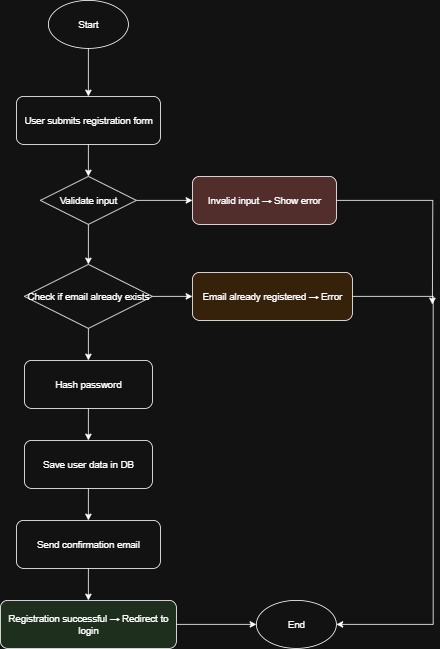 Start
User submits registration form
Validate input
Invalid input → Show error
Check if email already exists
Email already registered → Error
Hash password
Save user data in DB
Send confirmation email
Registration successful → Redirect to
login
End